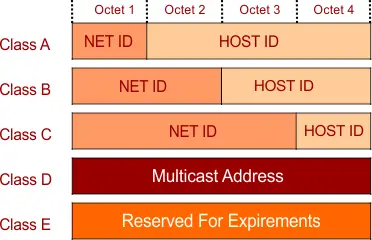 Octet 1 Octet 2 Octet 3 Octet 4
Class A NET ID HOST ID
Class B NET ID HOST ID
Class C NET ID HOST ID
Class D Multicast Address
Class E Reserved For Expirements